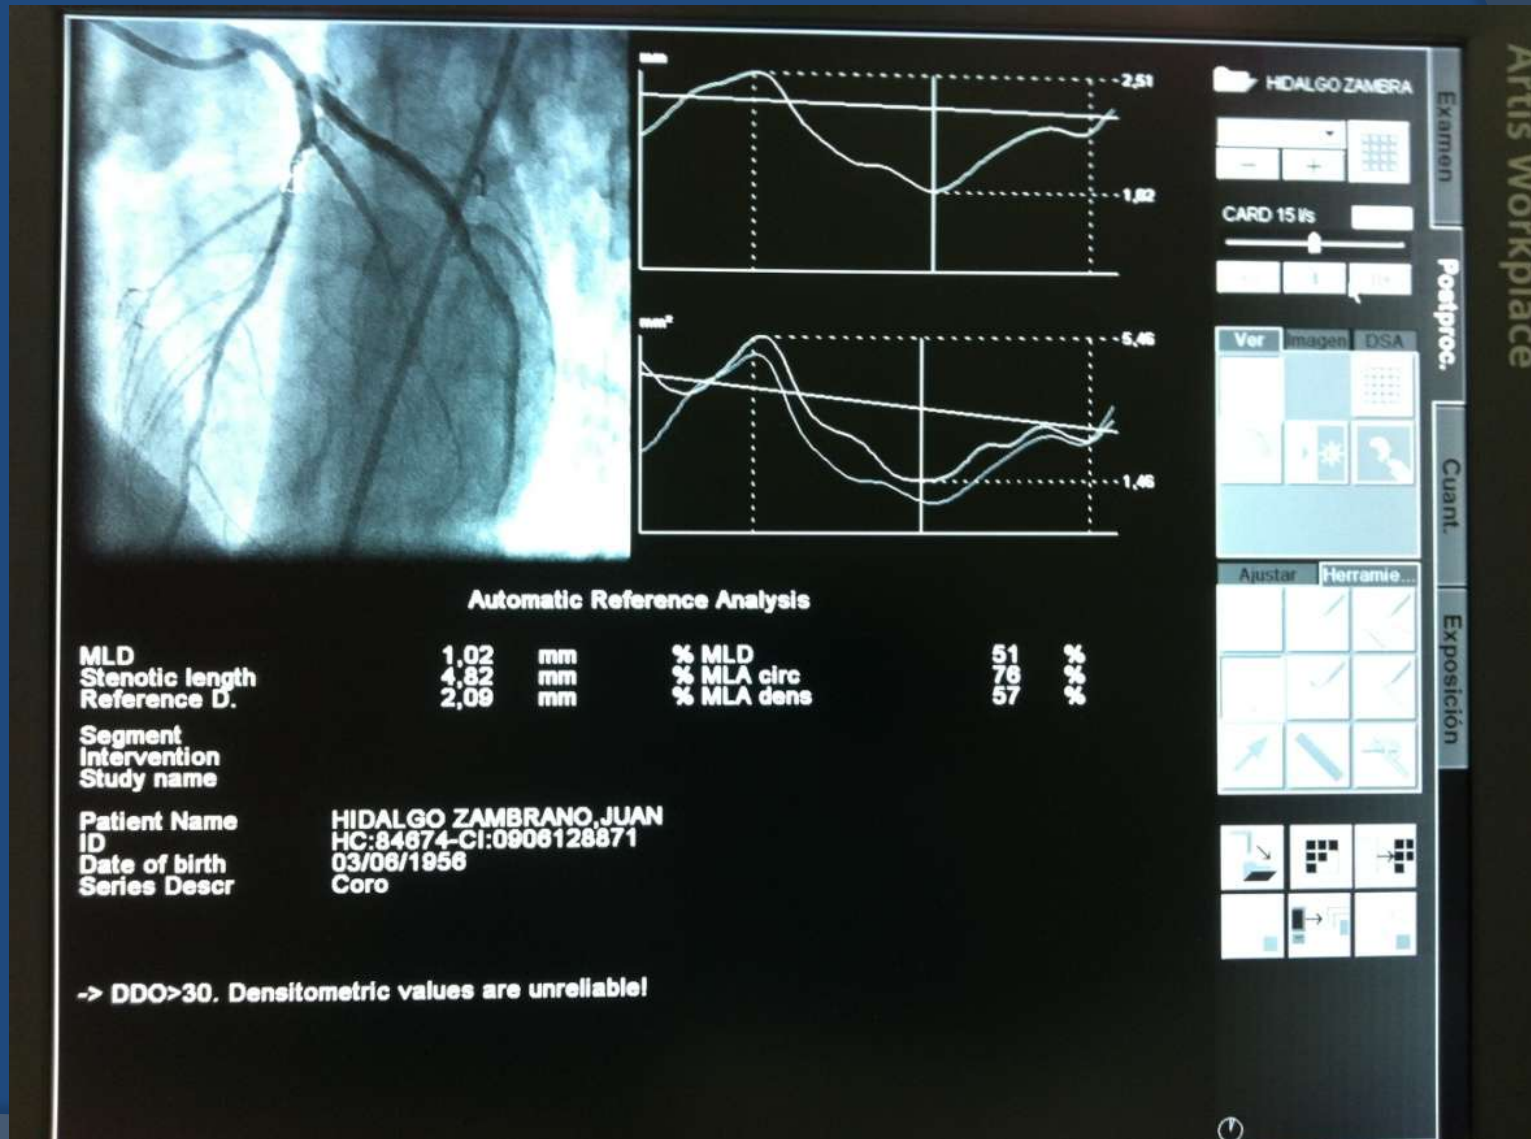 mm
2,51
1,02
mm²
5,46
1,46
Automatic Reference Analysis
MLD 1,02 mm % MLD 51 %
Stenotic length 4,82 mm % MLA circ 76 %
Reference D. 2,09 mm % MLA dens 57 %
Segment
Intervention
Study name
Patient Name HIDALGO ZAMBRANO,JUAN
ID HC:84674-CI:0906128871
Date of birth 03/06/1956
Series Descr Coro
-> DDO>30. Densitometric values are unreliable!
HIDALGO ZAMBRA
CARD 15 I/s
Ver Imagen DSA
Ajustar Herramie...
Examen
Postproc.
Cuant.
Exposición
Artis Workplace